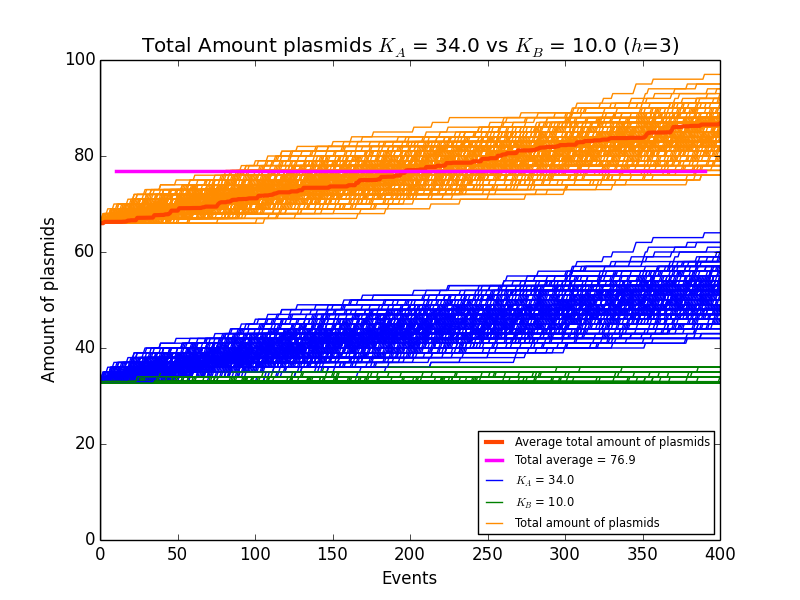 Total Amount plasmids K_A = 34.0 vs K_B = 10.0 (h=3)
100
80
60
40
20
0
Amount of plasmids
Average total amount of plasmids
Total average = 76.9
K_A = 34.0
K_B = 10.0
Total amount of plasmids
0 50 100 150 200 250 300 350 400
Events